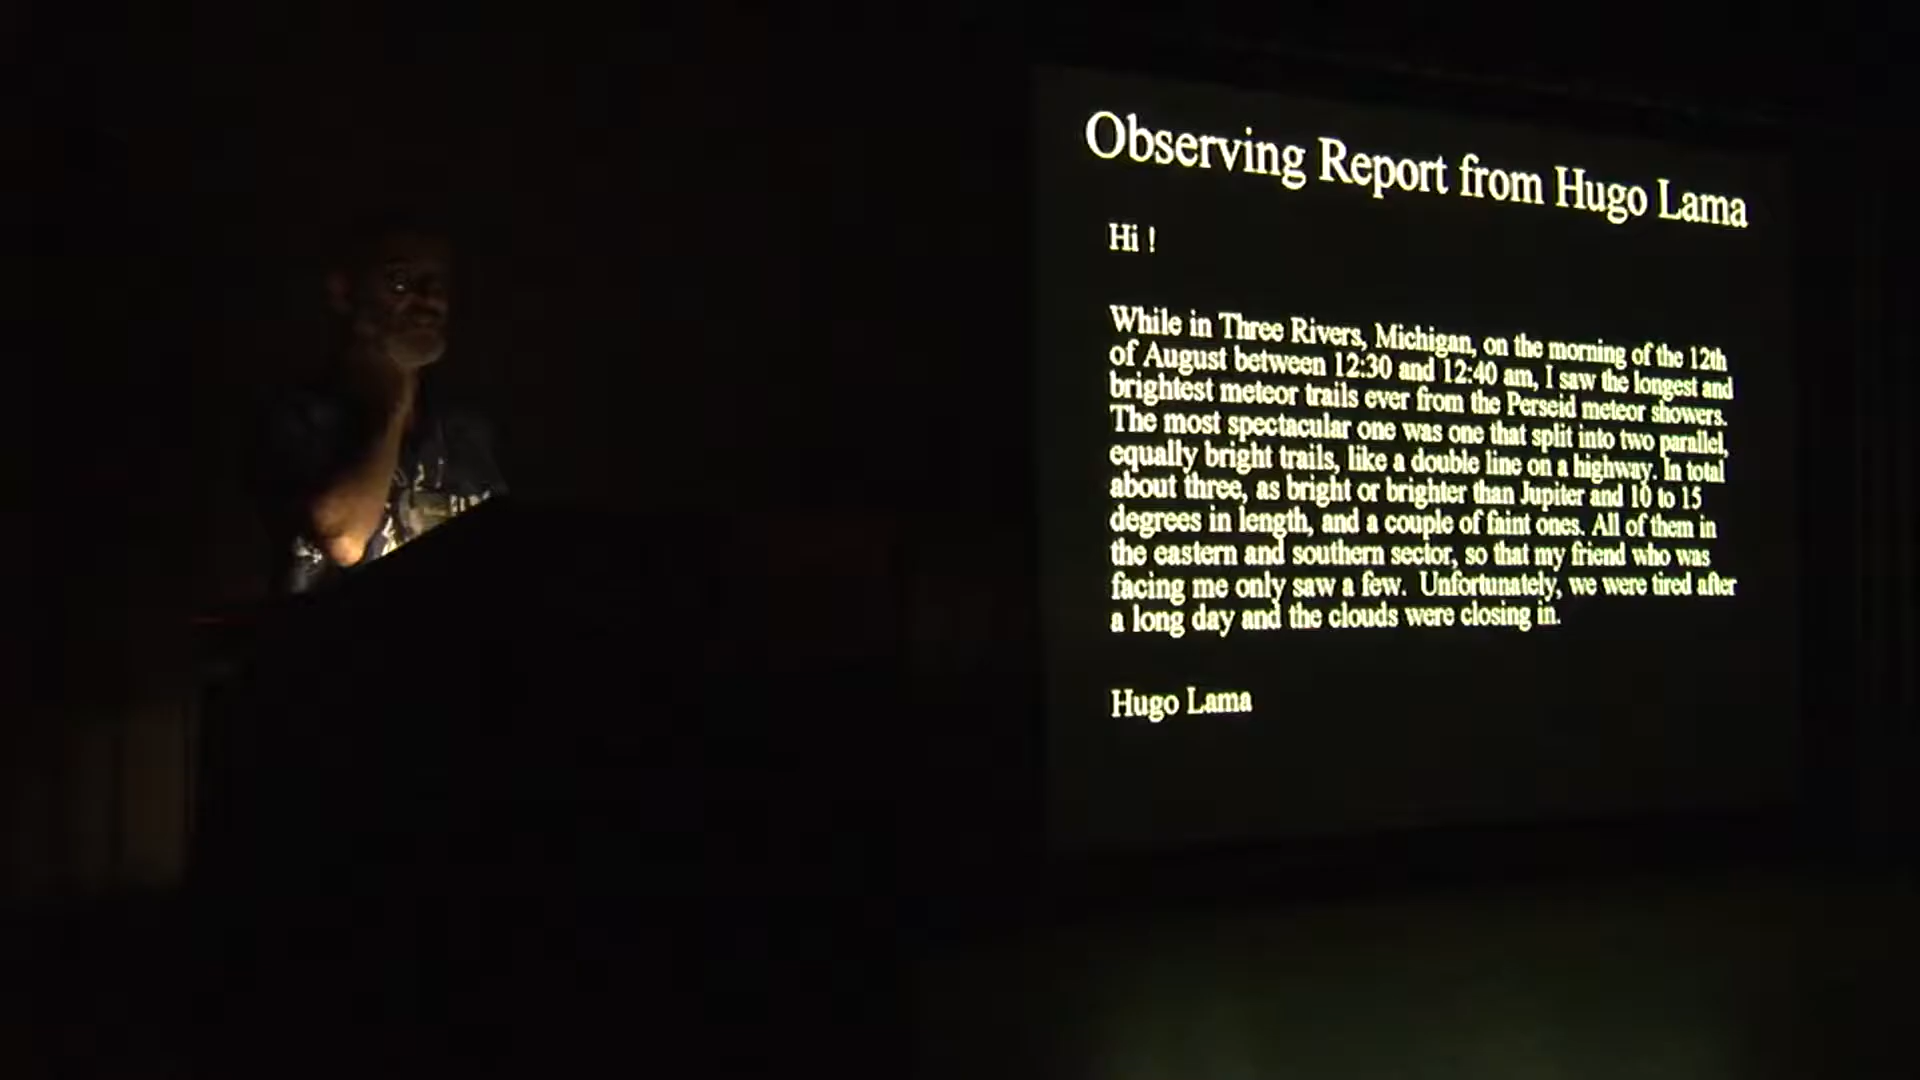 Observing Report from Hugo Lama
Hi !
While in Three Rivers, Michigan, on the morning of the 12th
of August between 12:30 and 12:40 am, I saw the longest and
brightest meteor trails ever from the Perseid meteor showers.
The most spectacular one was one that split into two parallel,
equally bright trails, like a double line on a highway. In total
about three, as bright or brighter than Jupiter and 10 to 15
degrees in length, and a couple of faint ones. All of them in
the eastern and southern sector, so that my friend who was
facing me only saw a few. Unfortunately, we were tired after
a long day and the clouds were closing in.
Hugo Lama